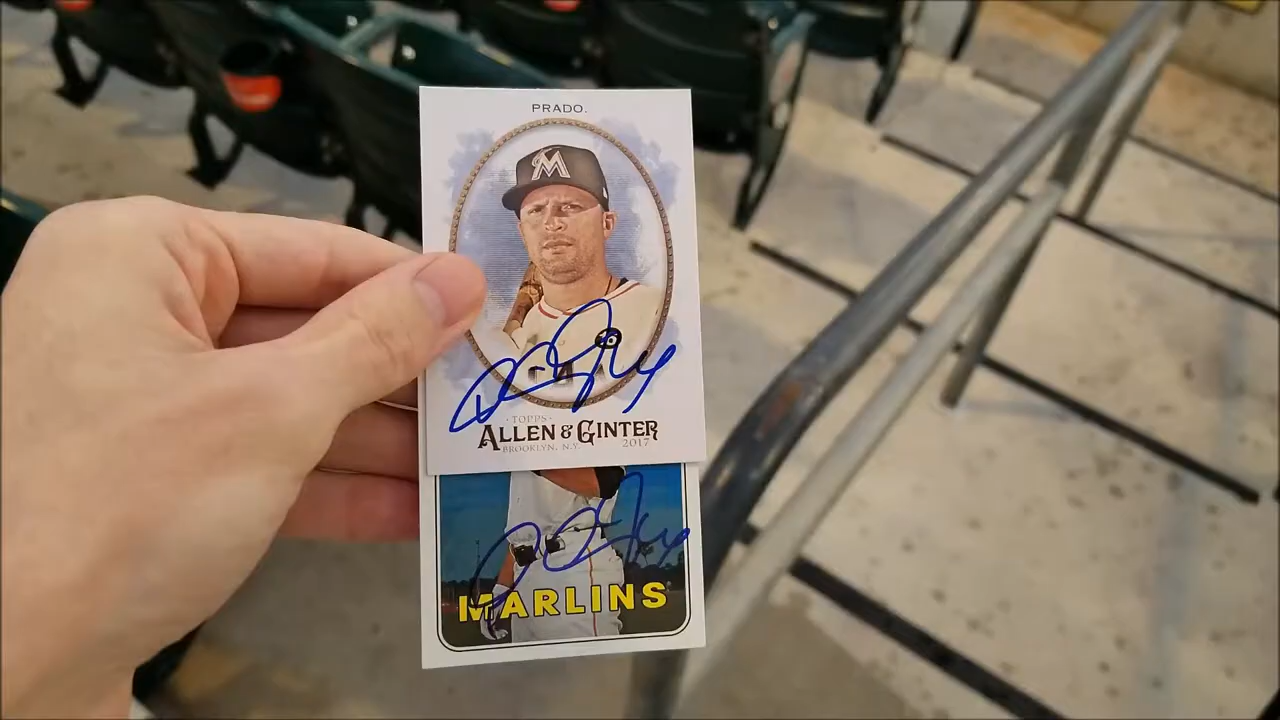 PRADO.
M
· TOPPS ·
ALLEN & GINTER
BROOKLYN, N.Y. 2017
MARLINS